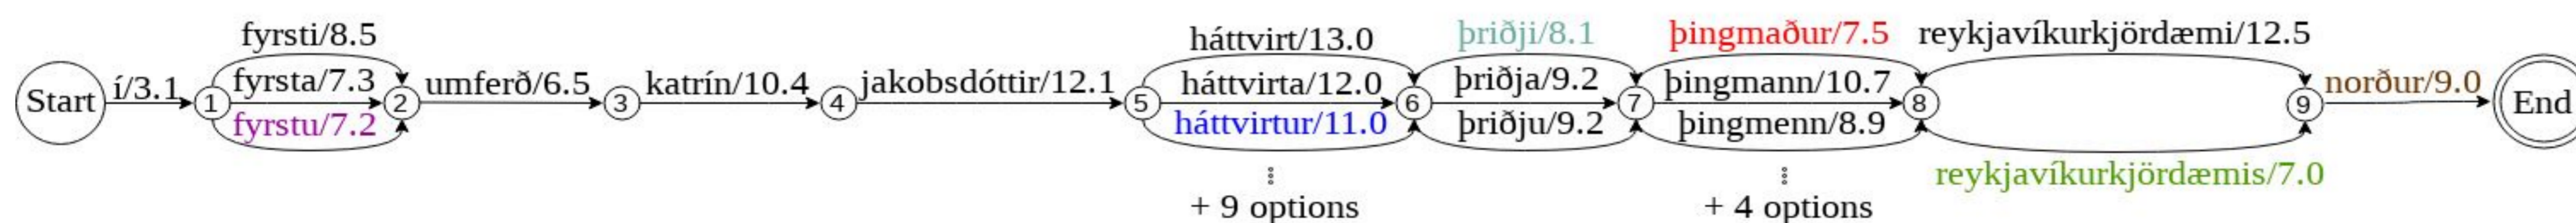 fyrsti/8.5 háttvirt/13.0 þriðji/8.1 þingmaður/7.5 reykjavíkurkjördæmi/12.5
Start í/3.1 1 fyrsta/7.3 2 umferð/6.5 3 katrín/10.4 4 jakobsdóttir/12.1 5 háttvirta/12.0 6 þriðja/9.2 7 þingmann/10.7 8 9 norður/9.0 End
fyrstu/7.2 háttvirtur/11.0 þriðju/9.2 þingmenn/8.9
reykjavíkurkjördæmis/7.0
+ 9 options + 4 options